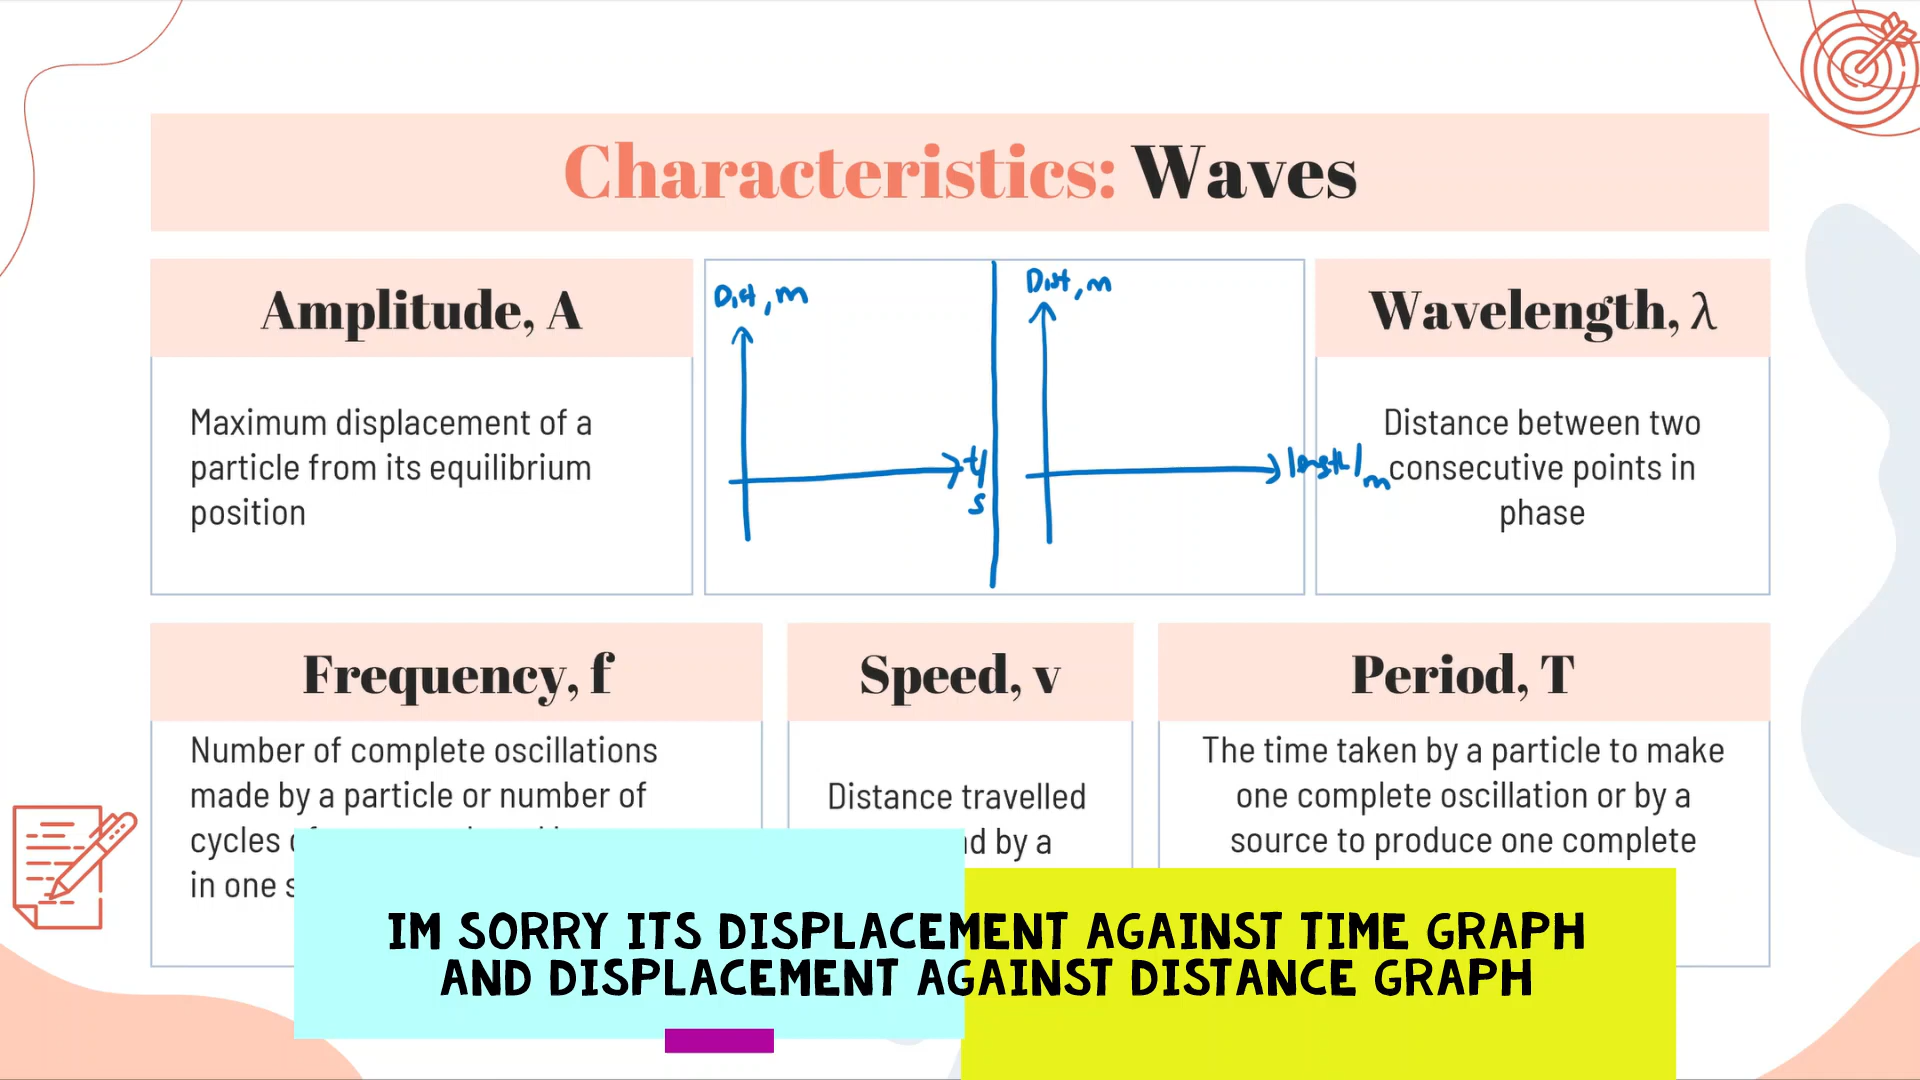 Characteristics: Waves
Amplitude, A
Maximum displacement of a
particle from its equilibrium
position
Dist, m
t/
s
Dist, m
length/m
Wavelength, λ
Distance between two
consecutive points in
phase
Frequency, f
Number of complete oscillations
made by a particle or number of
cycles
in one
Speed, v
Distance travelled
by a
Period, T
The time taken by a particle to make
one complete oscillation or by a
source to produce one complete
IM SORRY ITS DISPLACEMENT AGAINST TIME GRAPH
AND DISPLACEMENT AGAINST DISTANCE GRAPH